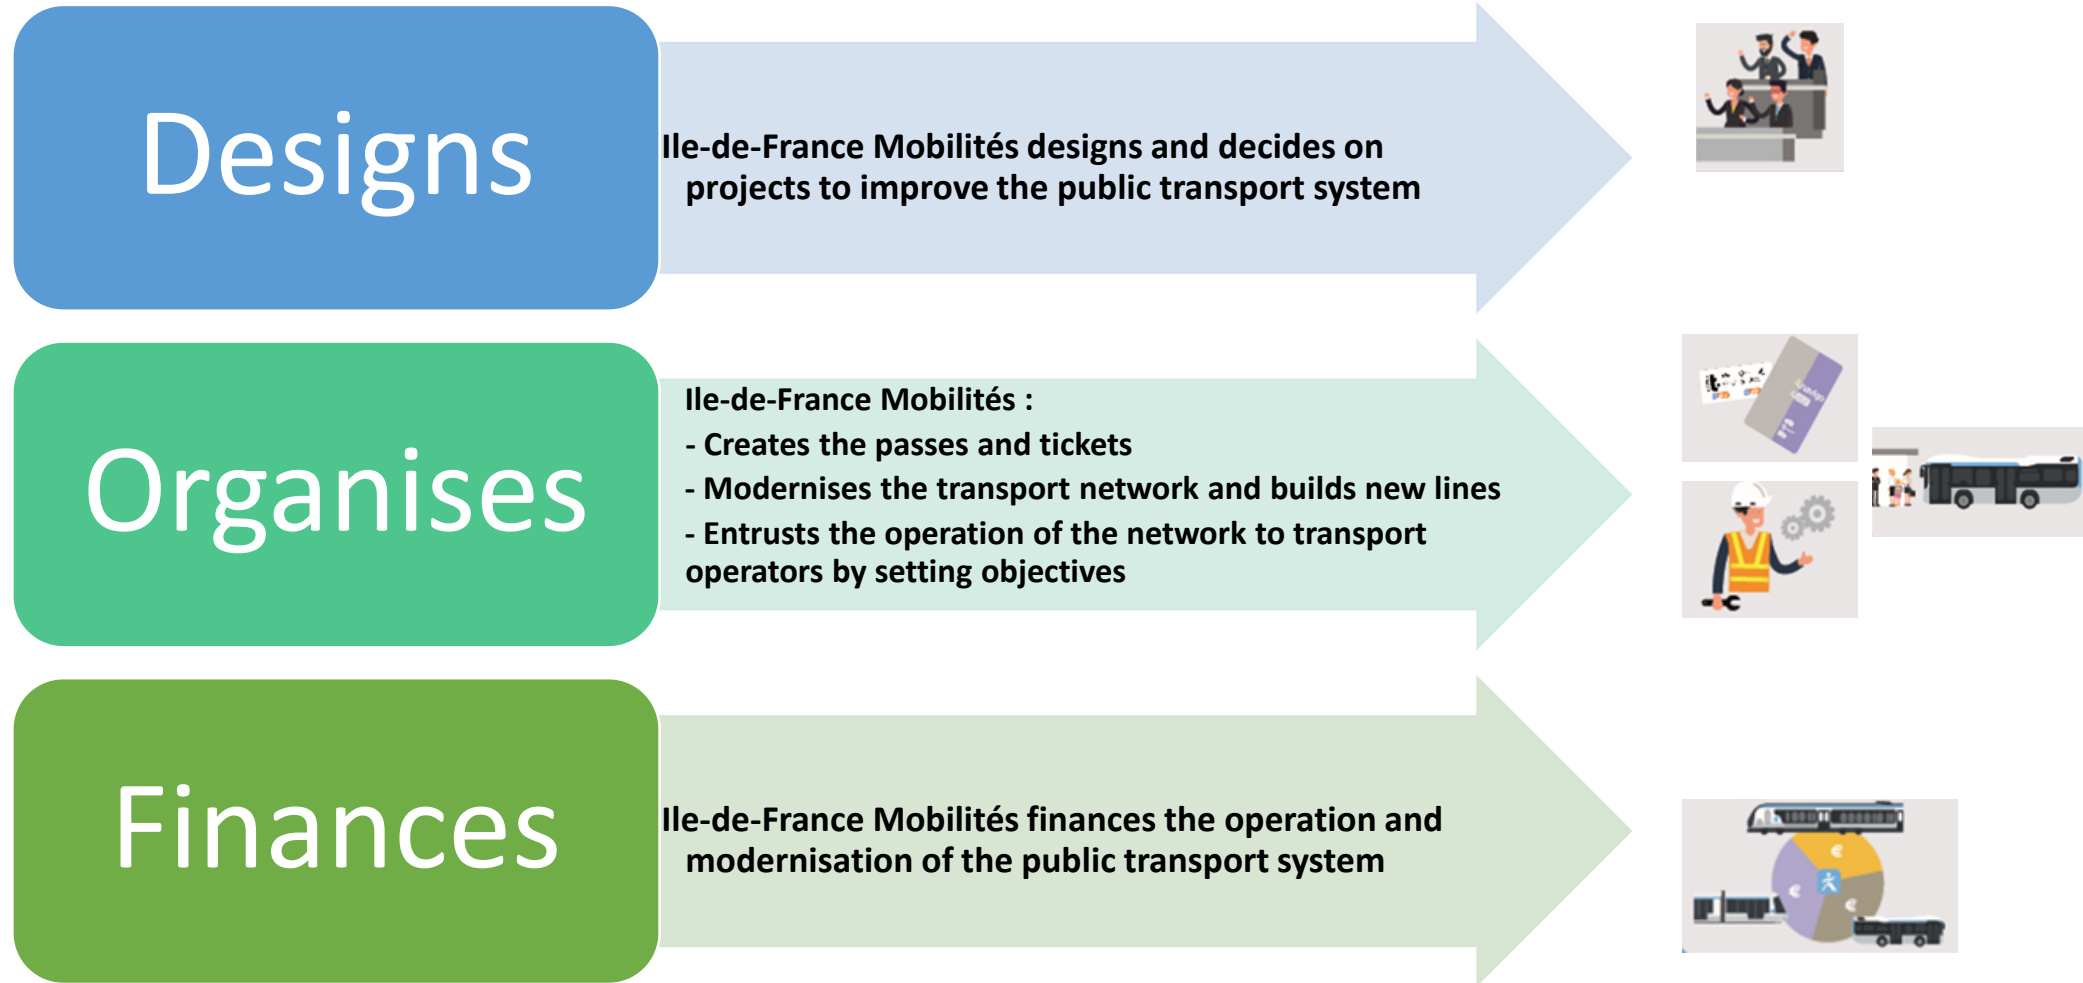 Designs
Ile-de-France Mobilités designs and decides on
projects to improve the public transport system
Organises
Ile-de-France Mobilités :
- Creates the passes and tickets
- Modernises the transport network and builds new lines
- Entrusts the operation of the network to transport
operators by setting objectives
Finances
Ile-de-France Mobilités finances the operation and
modernisation of the public transport system